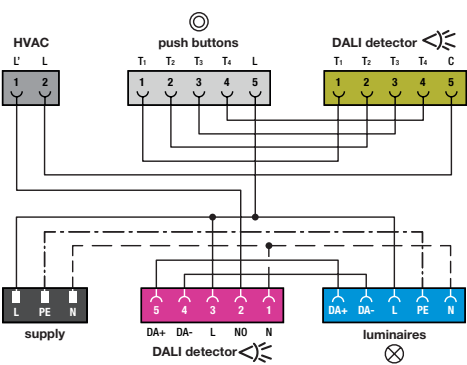 HVAC
push buttons
DALI detector
L' L
T1 T2 T3 T4 L
T1 T2 T3 T4 C
1 2
1 2 3 4 5
1 2 3 4 5
L PE N
5 4 3 2 1
DA+ DA- L PE N
supply
DA+ DA- L NO N
luminaires
DALI detector